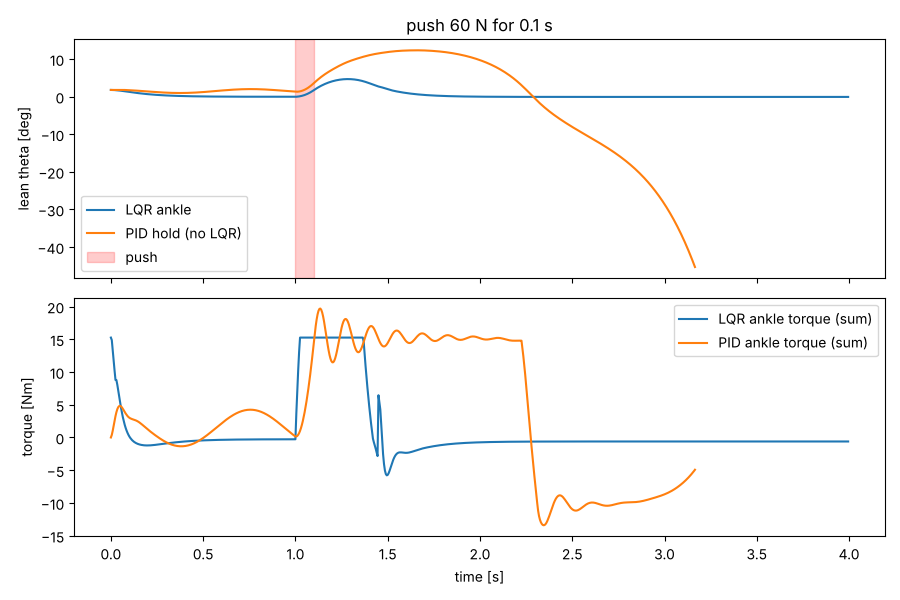 push 60 N for 0.1 s
lean theta [deg]
10
0
−10
−20
−30
−40
LQR ankle
PID hold (no LQR)
push
torque [Nm]
20
15
10
5
0
−5
−10
−15
LQR ankle torque (sum)
PID ankle torque (sum)
0.0 0.5 1.0 1.5 2.0 2.5 3.0 3.5 4.0
time [s]